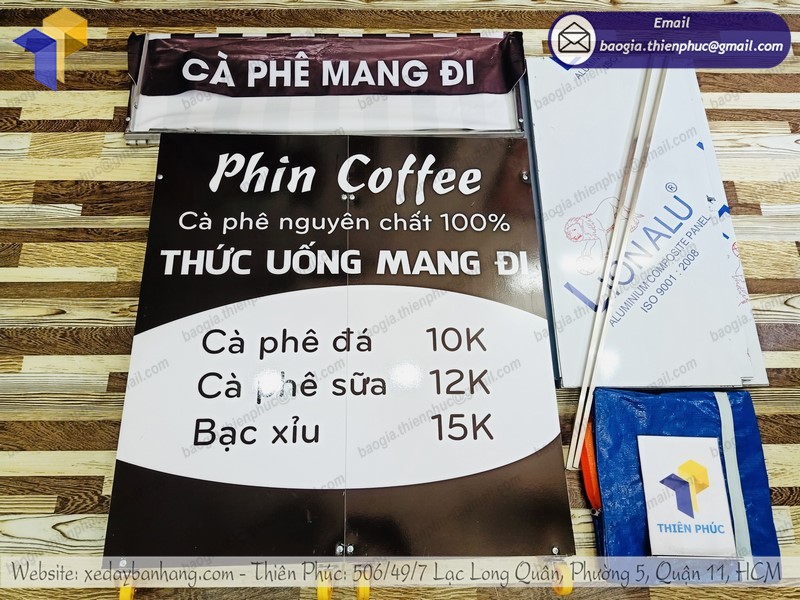 Email
baogia.thienphuc@gmail.com
CÀ PHÊ MANG ĐI
Phin Coffee
Cà phê nguyên chất 100%
THỨC UỐNG MANG ĐI
Cà phê đá 10K
Cà phê sữa 12K
Bạc xỉu 15K
LIONALU®
ALUMINIUM COMPOSITE PANEL
ISO 9001 : 2008
THIÊN PHÚC
Website: xedaybanhang.com - Thiên Phúc: 506/49/7 Lạc Long Quân, Phường 5, Quận 11, HCM